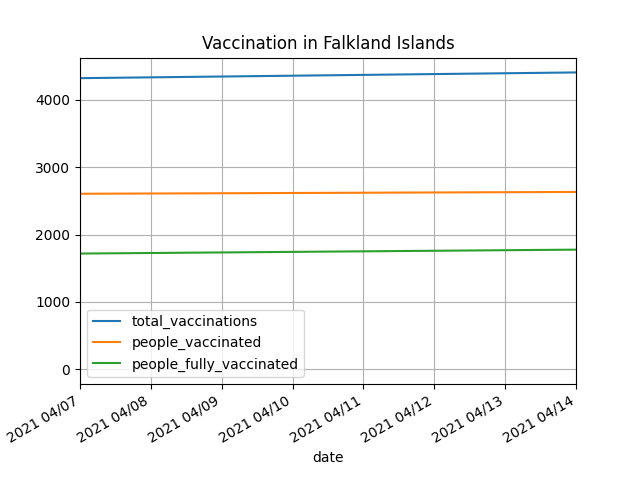 Vaccination in Falkland Islands
4000
3000
2000
1000
0
total_vaccinations
people_vaccinated
people_fully_vaccinated
2021 04/07
2021 04/08
2021 04/09
2021 04/10
2021 04/11
2021 04/12
2021 04/13
2021 04/14
date